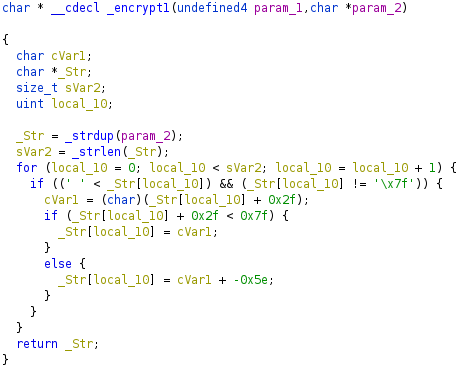 char * __cdecl _encrypt1(undefined4 param_1,char *param_2)
{
char cVar1;
char *_Str;
size_t sVar2;
uint local_10;
_Str = _strdup(param_2);
sVar2 = _strlen(_Str);
for (local_10 = 0; local_10 < sVar2; local_10 = local_10 + 1) {
if ((' ' < _Str[local_10]) && (_Str[local_10] != '\x7f')) {
cVar1 = (char)(_Str[local_10] + 0x2f);
if (_Str[local_10] + 0x2f < 0x7f) {
_Str[local_10] = cVar1;
}
else {
_Str[local_10] = cVar1 + -0x5e;
}
}
}
return _Str;
}